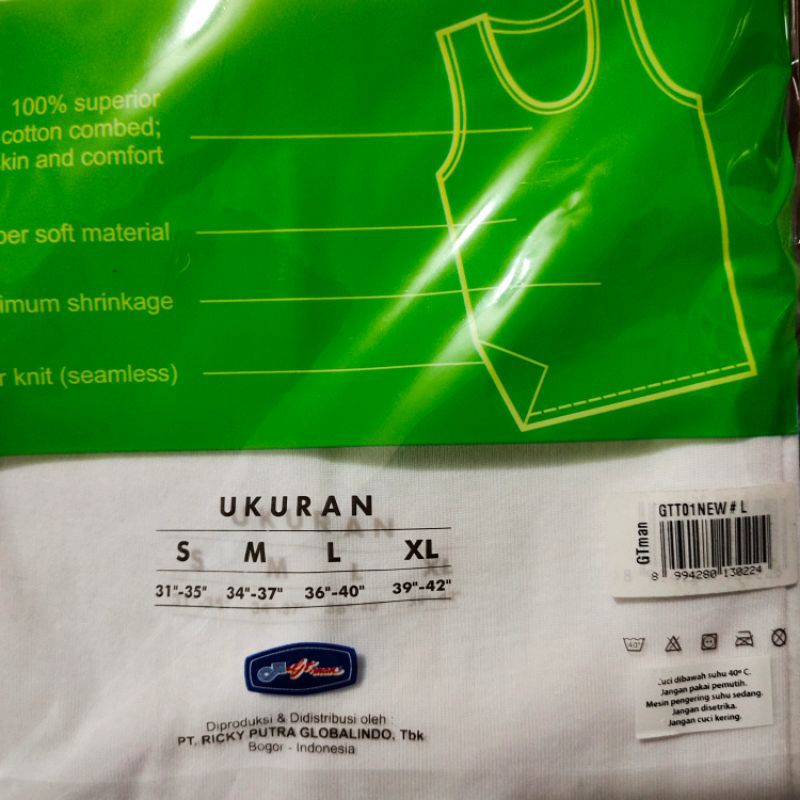 100% superior
cotton combed;
kin and comfort
per soft material
imum shrinkage
r knit (seamless)
UKURAN
S M L XL
31"-35" 34"-37" 36"-40" 39"-42"
GTman
Diproduksi & Didistribusi oleh :
PT. RICKY PUTRA GLOBALINDO, Tbk
Bogor - Indonesia
GTT01NEW # L
GTman
8 994280 130224
40°
Cuci dibawah suhu 40º C.
Jangan pakai pemutih.
Mesin pengering suhu sedang.
Jangan disetrika.
Jangan cuci kering.